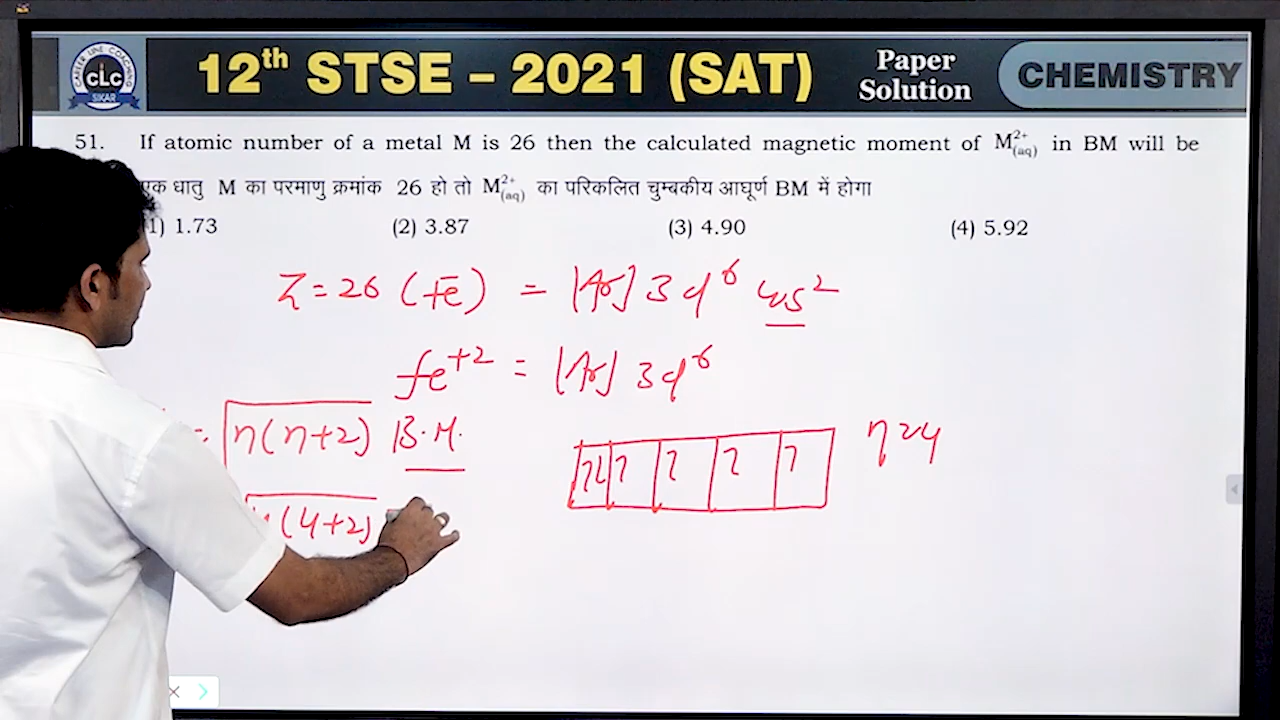 CAREER LINE COACHING
CLC
SIKAR
12th STSE – 2021 (SAT)
Paper
Solution
CHEMISTRY
51. If atomic number of a metal M is 26 then the calculated magnetic moment of M²⁺(aq) in BM will be
एक धातु M का परमाणु क्रमांक 26 हो तो M²⁺(aq) का परिकलित चुम्बकीय आघूर्ण BM में होगा
1) 1.73 (2) 3.87 (3) 4.90 (4) 5.92
Z=26 (Fe) = [Ar] 3d⁶ 4s²
fe⁺² = [Ar] 3d⁶
= √n(n+2) B.M.
n=4
(4+2)